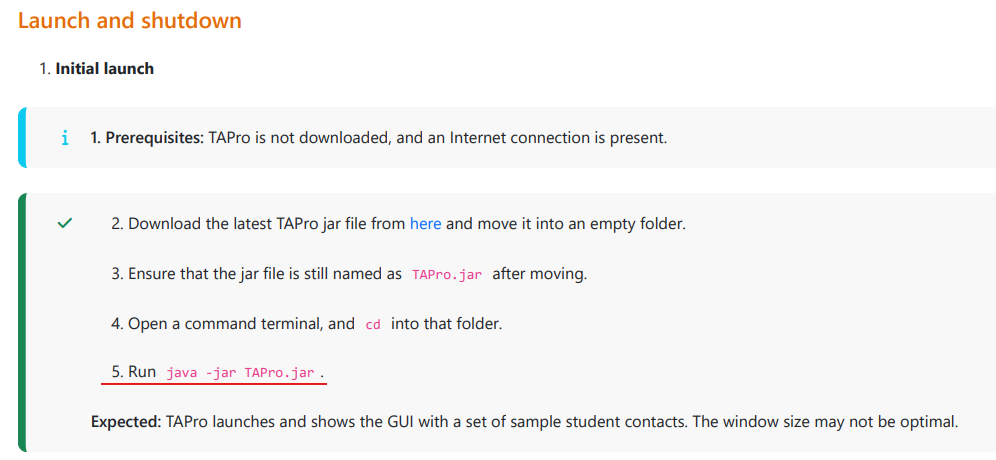 Launch and shutdown
1. Initial launch
i 1. Prerequisites: TAPro is not downloaded, and an Internet connection is present.
2. Download the latest TAPro jar file from here and move it into an empty folder.
3. Ensure that the jar file is still named as TAPro.jar after moving.
4. Open a command terminal, and cd into that folder.
5. Run java -jar TAPro.jar .
Expected: TAPro launches and shows the GUI with a set of sample student contacts. The window size may not be optimal.